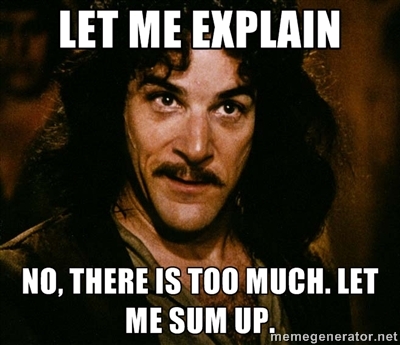 LET ME EXPLAIN
NO, THERE IS TOO MUCH. LET
ME SUM UP.
memegenerator.net